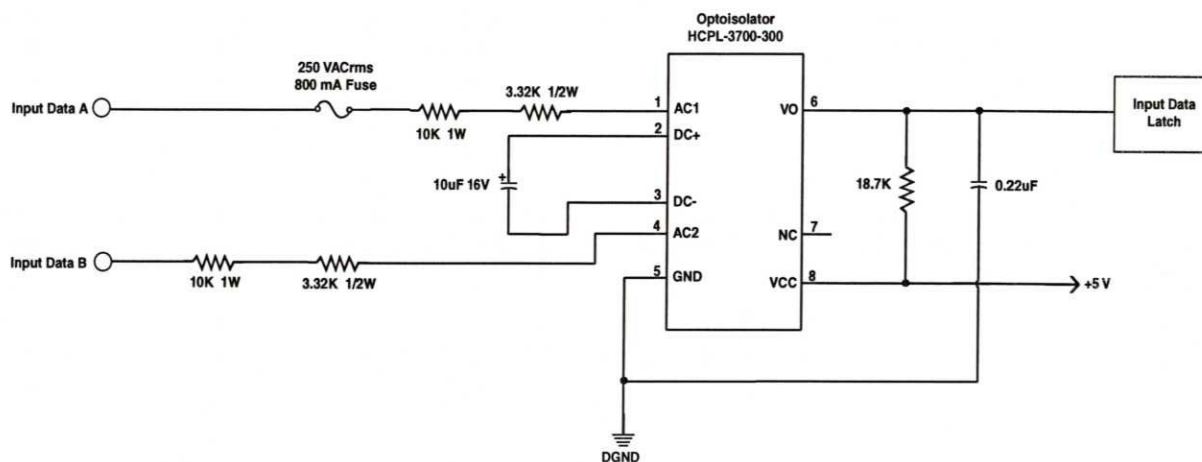 Optoisolator
HCPL-3700-300
250 VACrms
800 mA Fuse
Input Data A
10K 1W
3.32K 1/2W
1 AC1
2 DC+
10uF 16V
+
3 DC-
4 AC2
Input Data B
10K 1W
3.32K 1/2W
5 GND
VO 6
Input Data
Latch
18.7K
0.22uF
NC 7
VCC 8
+5 V
DGND